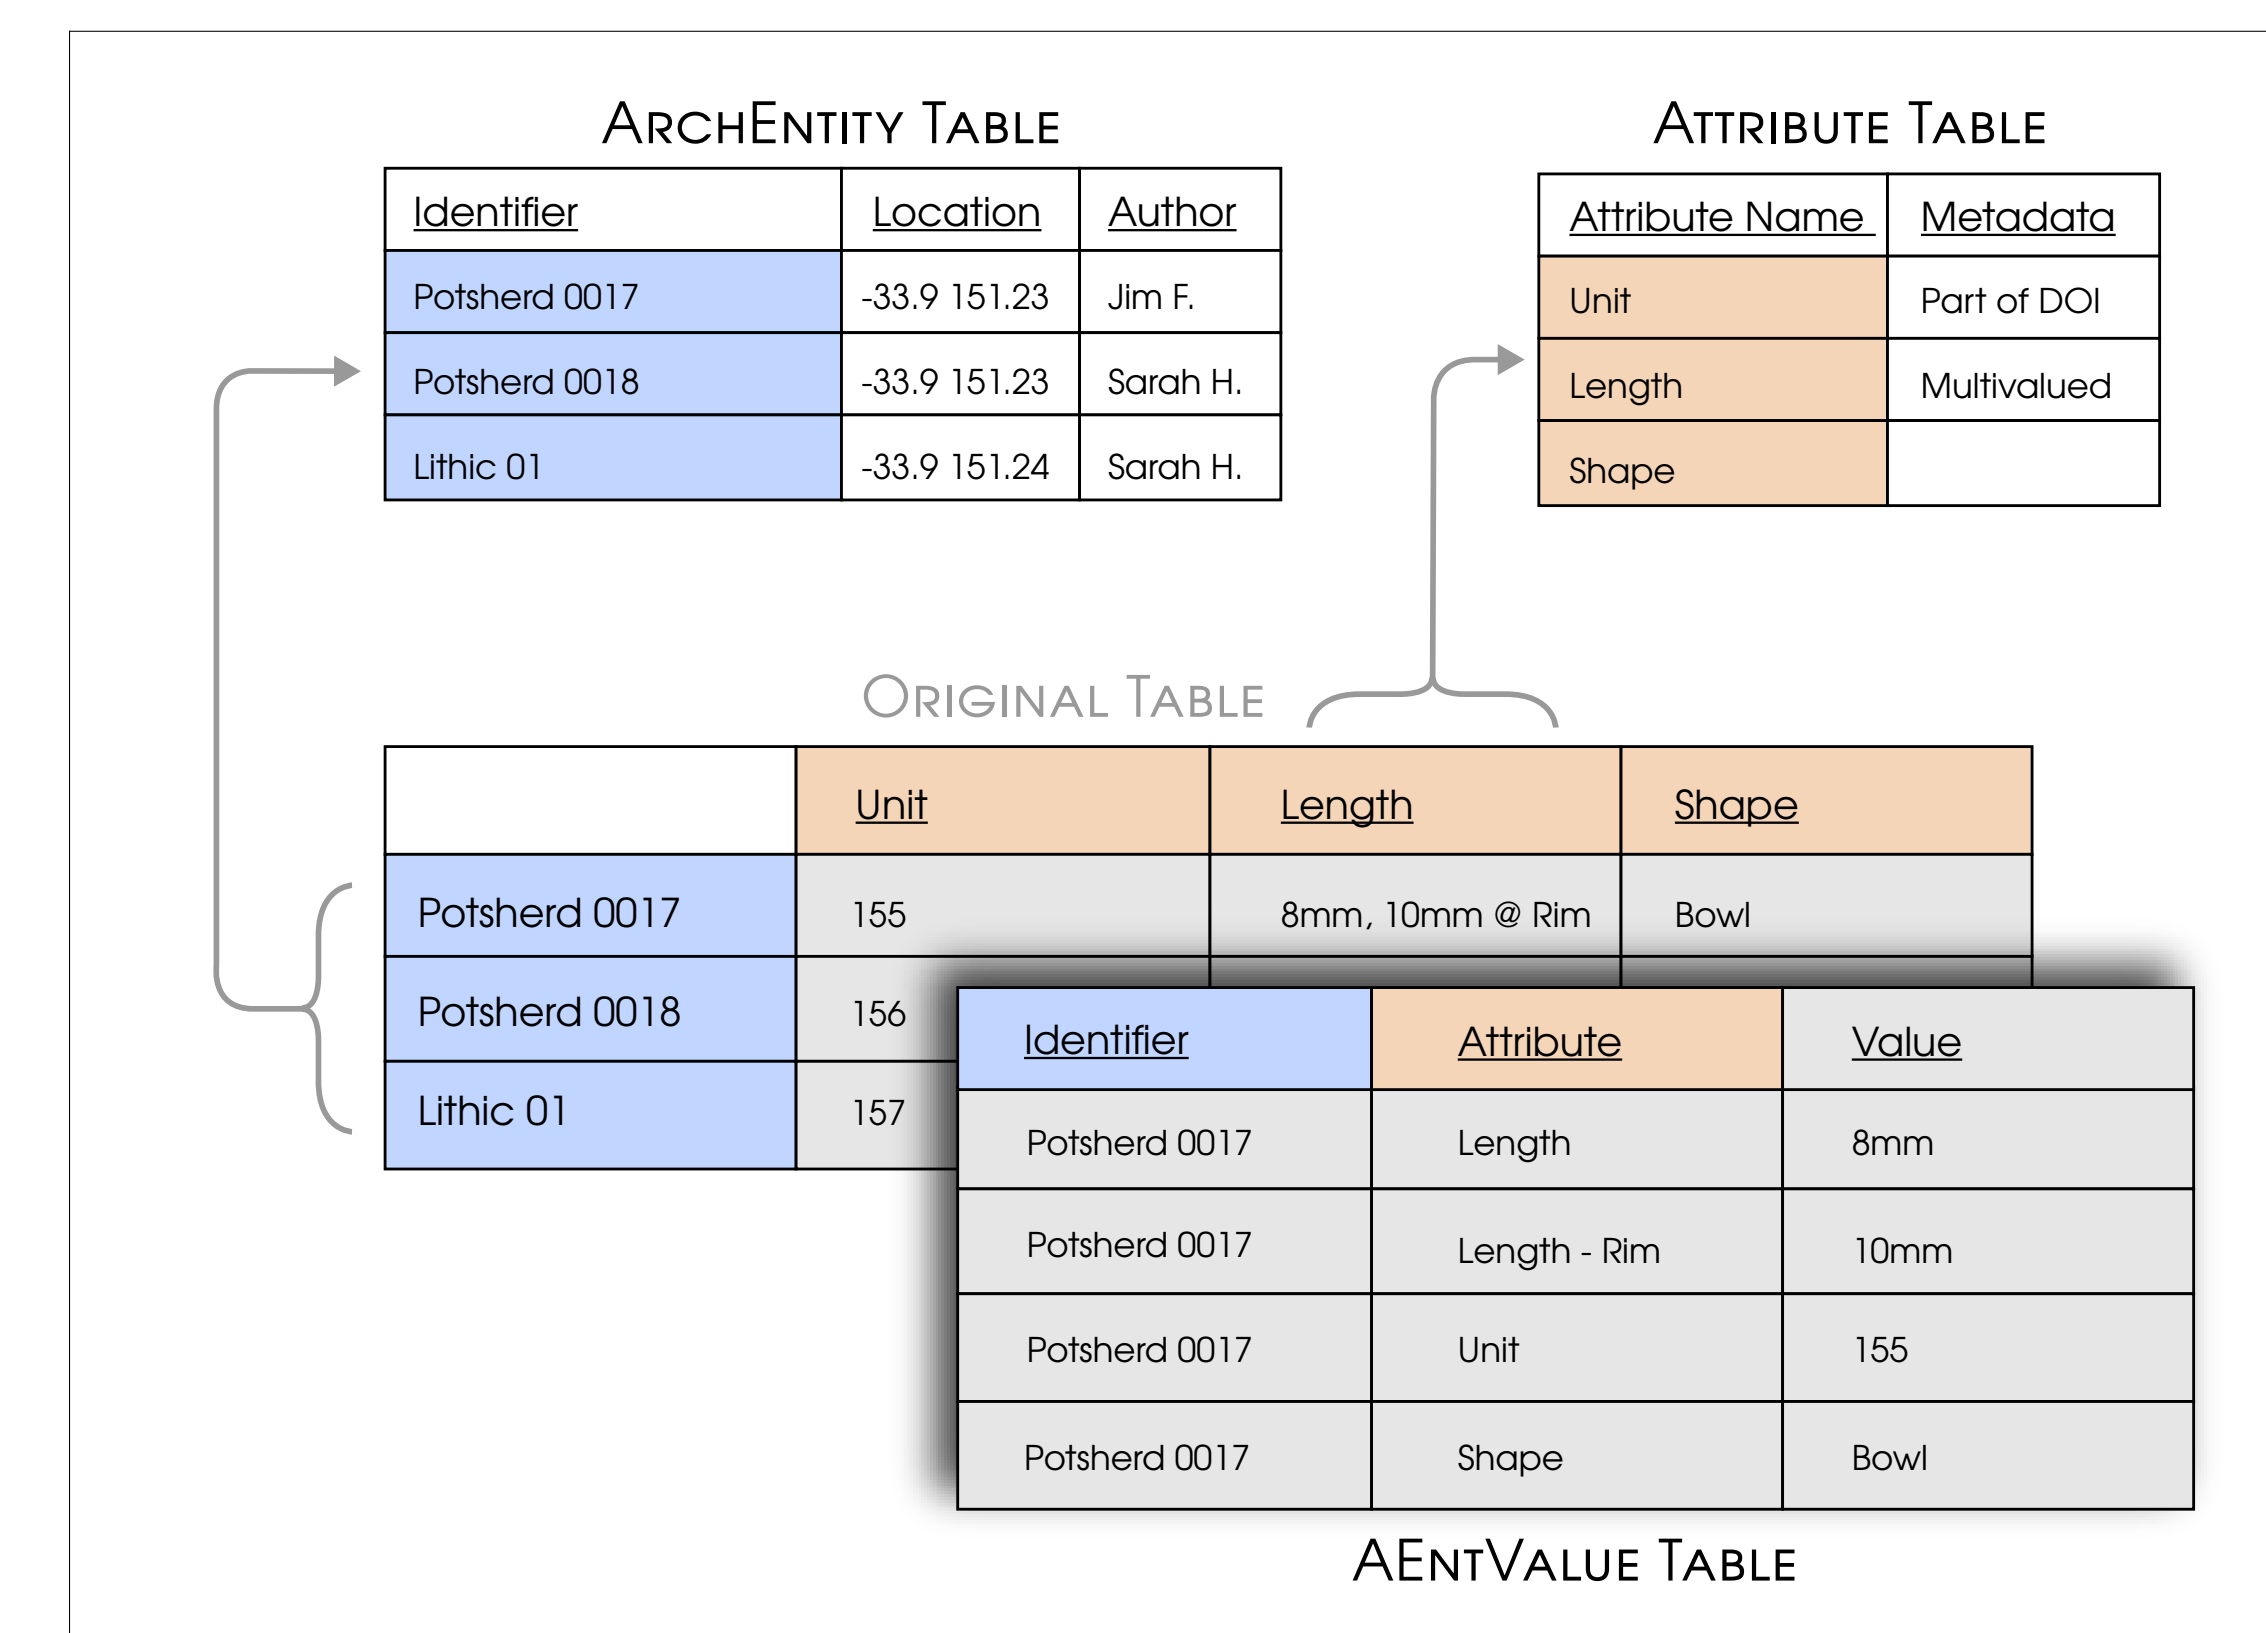 ArchEntity Table
Identifier Location Author
Potsherd 0017 -33.9 151.23 Jim F.
Potsherd 0018 -33.9 151.23 Sarah H.
Lithic 01 -33.9 151.24 Sarah H.
Attribute Table
Attribute Name Metadata
Unit Part of DOI
Length Multivalued
Shape
Original Table
Unit Length Shape
Potsherd 0017 155 8mm, 10mm @ Rim Bowl
Potsherd 0018 156
Lithic 01 157
Identifier Attribute Value
Potsherd 0017 Length 8mm
Potsherd 0017 Length - Rim 10mm
Potsherd 0017 Unit 155
Potsherd 0017 Shape Bowl
AEntValue Table